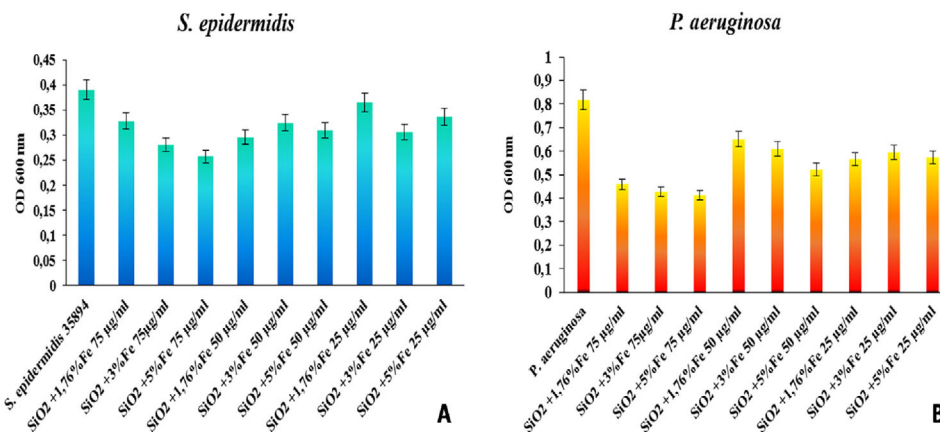 S. epidermidis
OD 600 nm
0,45
0,4
0,35
0,3
0,25
0,2
0,15
0,1
0,05
0
S. epidermidis 35894
SiO2 +1,76%Fe 75 µg/ml
SiO2 +3%Fe 75µg/ml
SiO2 +5%Fe 75 µg/ml
SiO2 +1,76%Fe 50 µg/ml
SiO2 +3%Fe 50 µg/ml
SiO2 +5%Fe 50 µg/ml
SiO2 +1,76%Fe 25 µg/ml
SiO2 +3%Fe 25 µg/ml
SiO2 +5%Fe 25 µg/ml
A
P. aeruginosa
OD 600 nm
1
0,9
0,8
0,7
0,6
0,5
0,4
0,3
0,2
0,1
0
P. aeruginosa
SiO2 +1,76%Fe 75 µg/ml
SiO2 +3%Fe 75µg/ml
SiO2 +5%Fe 75 µg/ml
SiO2 +1,76%Fe 50 µg/ml
SiO2 +3%Fe 50 µg/ml
SiO2 +5%Fe 50 µg/ml
SiO2 +1,76%Fe 25 µg/ml
SiO2 +3%Fe 25 µg/ml
SiO2 +5%Fe 25 µg/ml
B